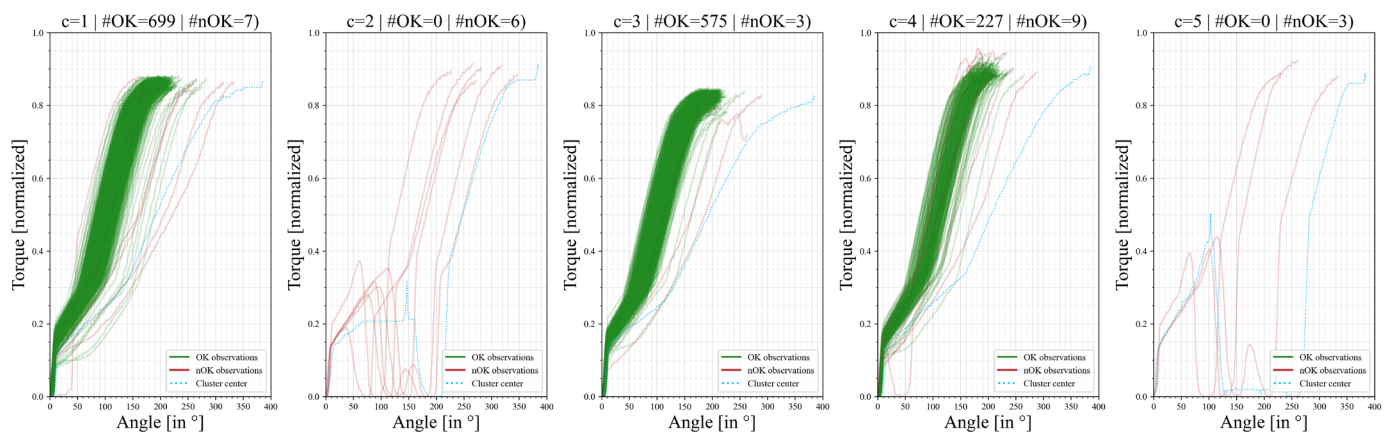 c=1 | #OK=699 | #nOK=7)
Torque [normalized]
1.0
0.8
0.6
0.4
0.2
0.0
OK observations
nOK observations
Cluster center
0 50 100 150 200 250 300 350 400
Angle [in °]
c=2 | #OK=0 | #nOK=6)
Torque [normalized]
1.0
0.8
0.6
0.4
0.2
0.0
OK observations
nOK observations
Cluster center
0 50 100 150 200 250 300 350 400
Angle [in °]
c=3 | #OK=575 | #nOK=3)
Torque [normalized]
1.0
0.8
0.6
0.4
0.2
0.0
OK observations
nOK observations
Cluster center
0 50 100 150 200 250 300 350 400
Angle [in °]
c=4 | #OK=227 | #nOK=9)
Torque [normalized]
1.0
0.8
0.6
0.4
0.2
0.0
OK observations
nOK observations
Cluster center
0 50 100 150 200 250 300 350 400
Angle [in °]
c=5 | #OK=0 | #nOK=3)
Torque [normalized]
1.0
0.8
0.6
0.4
0.2
0.0
OK observations
nOK observations
Cluster center
0 50 100 150 200 250 300 350 400
Angle [in °]